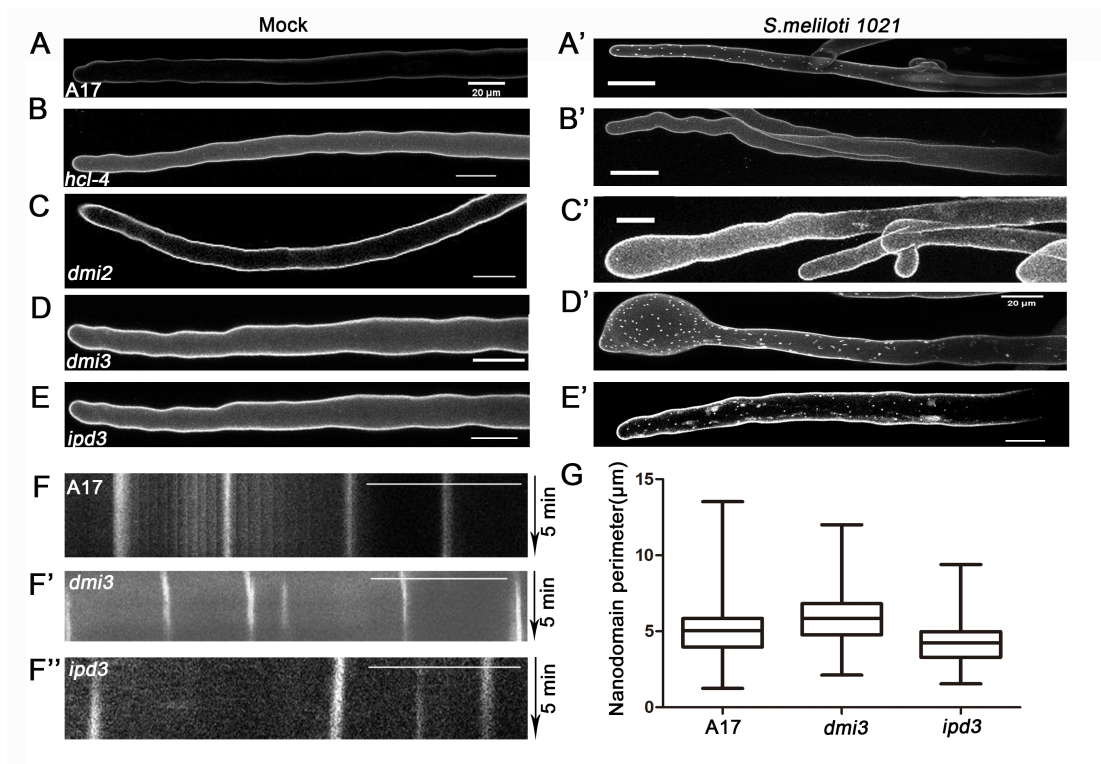 Mock
S.meliloti 1021
A
A17
20 µm
A’
B
hcl-4
B’
C
dmi2
C’
D
dmi3
D’
20 µm
E
ipd3
E’
F
A17
5 min
F’
dmi3
5 min
F’’
ipd3
5 min
G
Nanodomain perimeter(µm)
15
10
5
0
A17
dmi3
ipd3